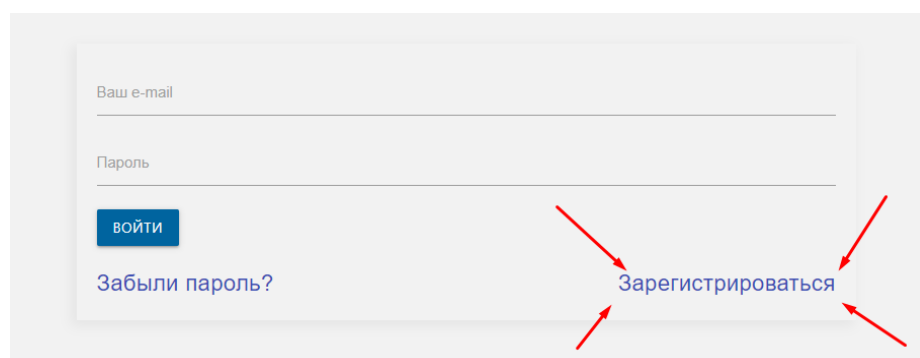 Ваш e-mail
Пароль
ВОЙТИ
Забыли пароль? Зарегистрироваться